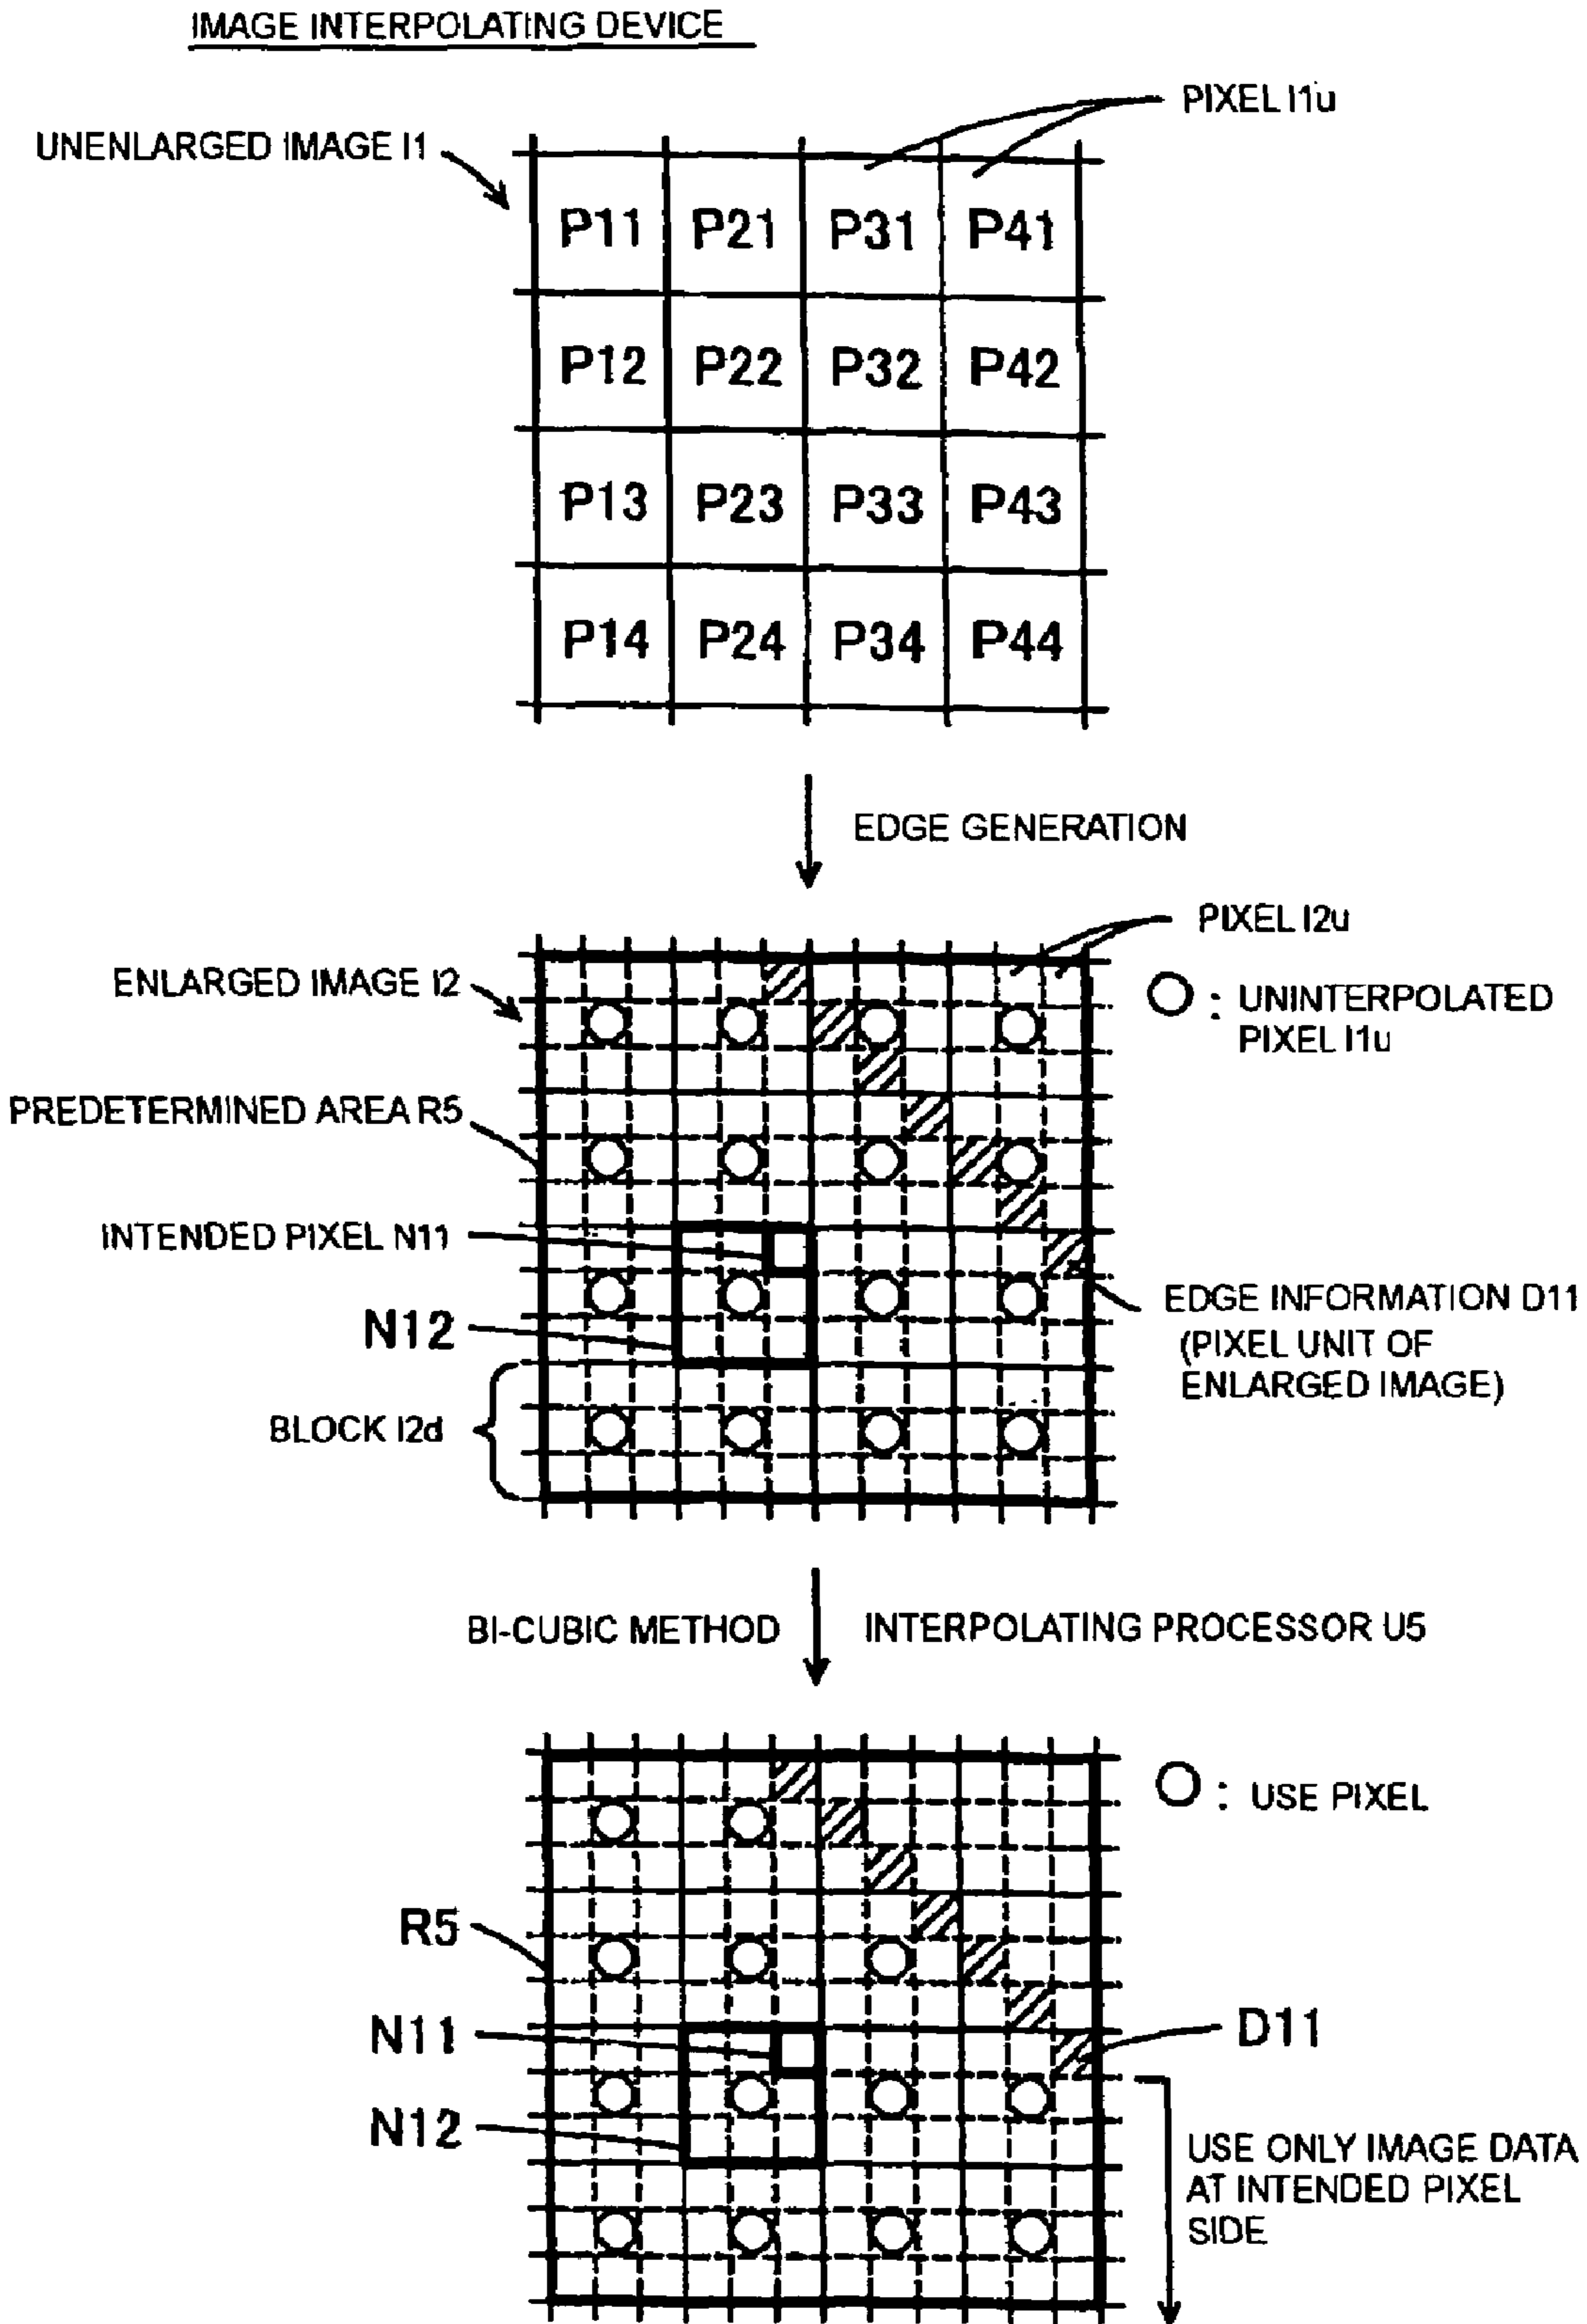 IMAGE INTERPOLATING DEVICE
PIXEL I1u
UNENLARGED IMAGE I1
P11 P21 P31 P41
P12 P22 P32 P42
P13 P23 P33 P43
P14 P24 P34 P44
EDGE GENERATION
PIXEL I2u
ENLARGED IMAGE I2
○ : UNINTERPOLATED
PIXEL I1u
PREDETERMINED AREA R5
INTENDED PIXEL N11
EDGE INFORMATION D11
(PIXEL UNIT OF
ENLARGED IMAGE)
N12
BLOCK I2d
BI-CUBIC METHOD
INTERPOLATING PROCESSOR U5
○ : USE PIXEL
R5
N11
D11
N12
USE ONLY IMAGE DATA
AT INTENDED PIXEL
SIDE